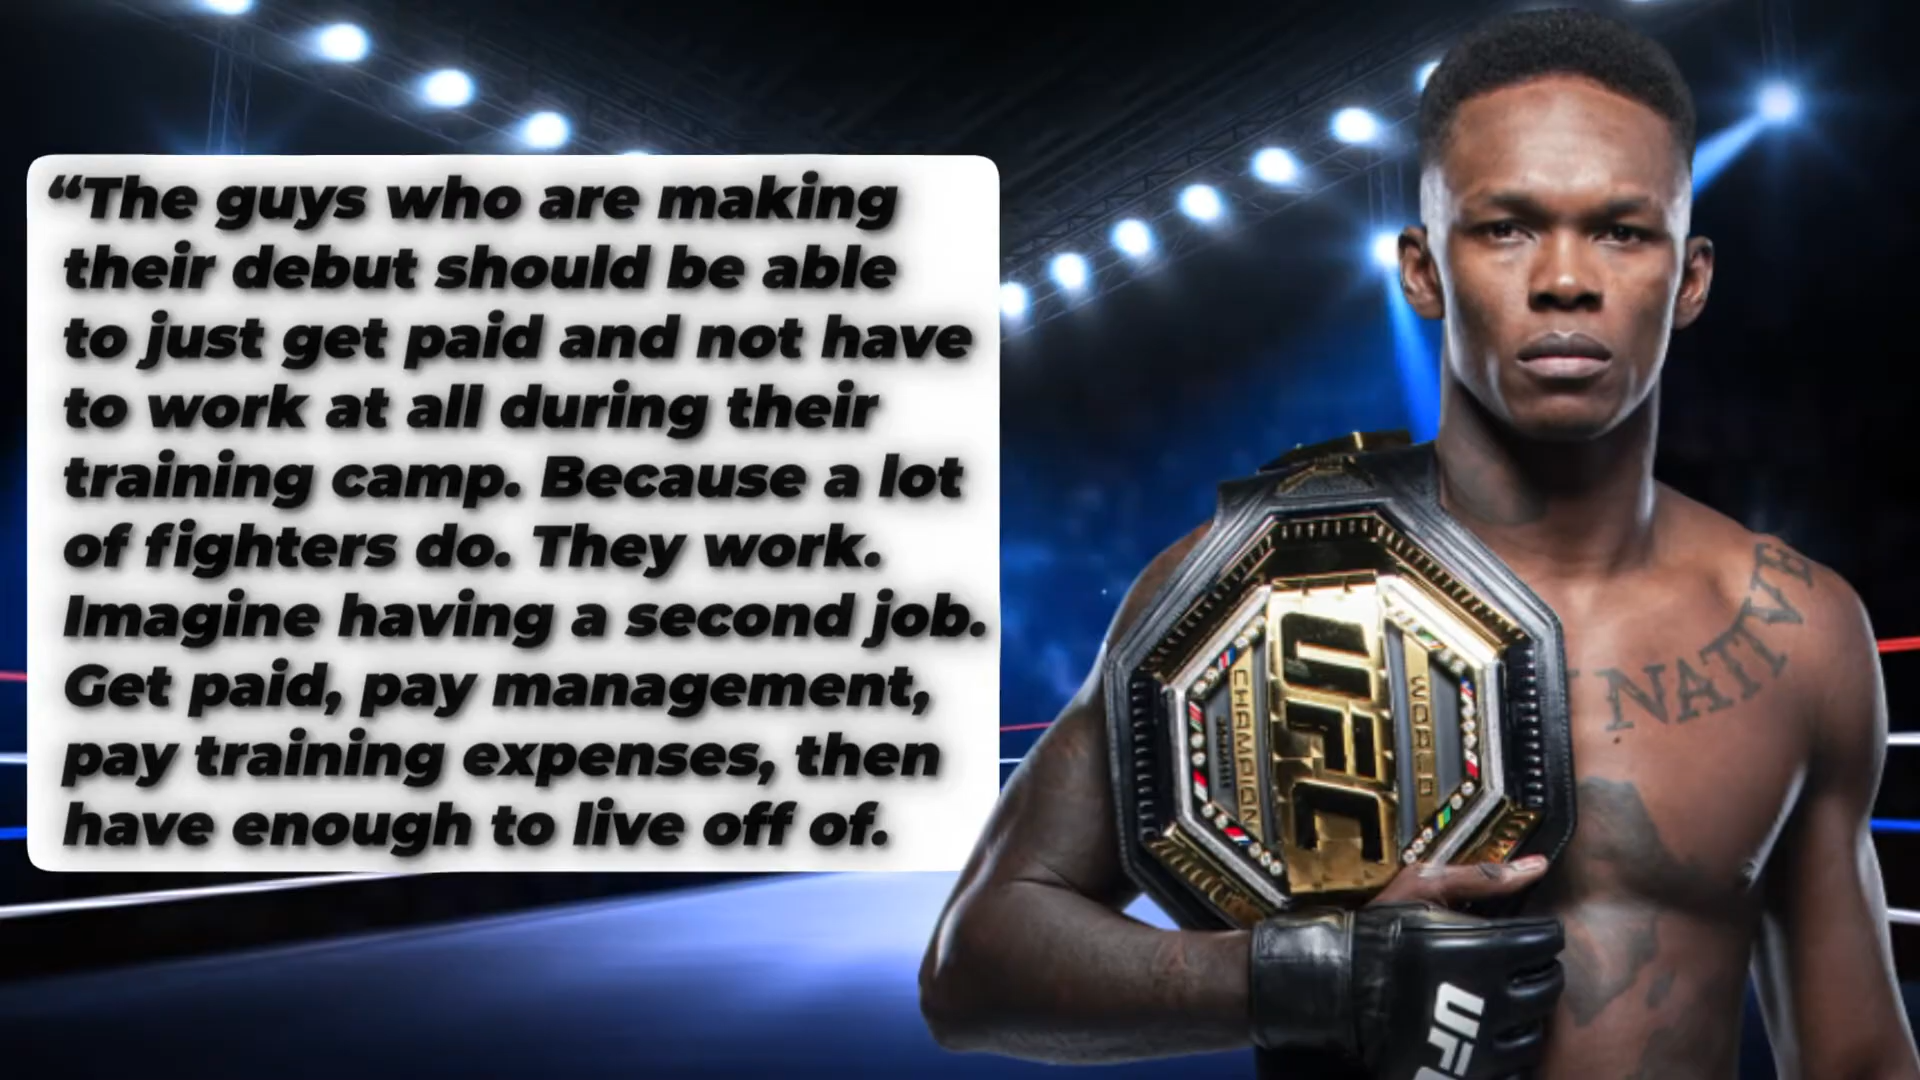 “The guys who are making
their debut should be able
to just get paid and not have
to work at all during their
training camp. Because a lot
of fighters do. They work.
Imagine having a second job.
Get paid, pay management,
pay training expenses, then
have enough to live off of.
UFC
CHAMPION
WORLD
NATIVE
UFC